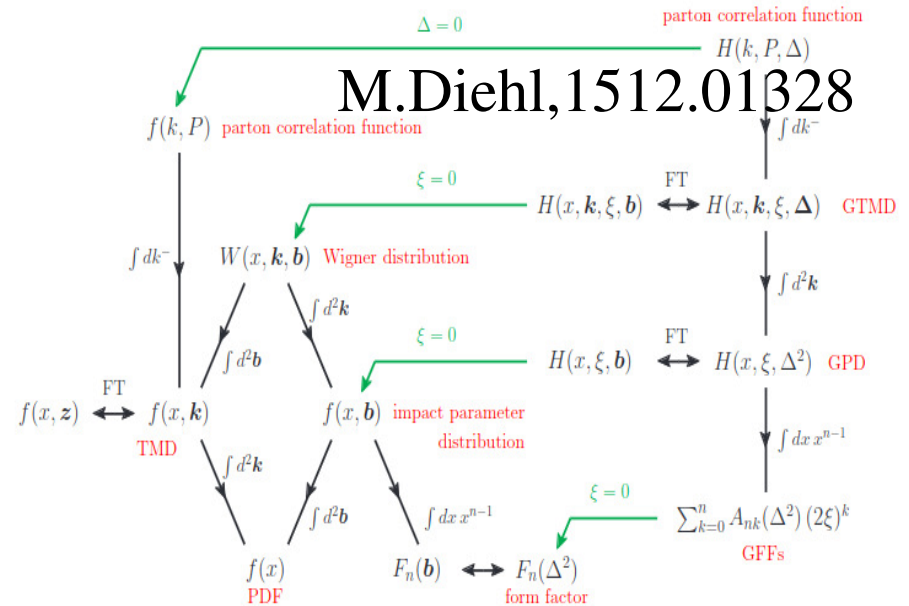 parton correlation function
Δ = 0
H(k, P, Δ)
M.Diehl,1512.01328
f(k, P) parton correlation function
∫ dk⁻
ξ = 0
FT
H(x, k, ξ, b) ↔ H(x, k, ξ, Δ) GTMD
∫ dk⁻
W(x, k, b) Wigner distribution
∫ d²k
∫ d²k
ξ = 0
FT
∫ d²b
H(x, ξ, b) ↔ H(x, ξ, Δ²) GPD
FT
f(x, z) ↔ f(x, k)
f(x, b) impact parameter
distribution
TMD
∫ dx xⁿ⁻¹
∫ d²k
ξ = 0
∫ d²b
∫ dx xⁿ⁻¹
∑ⁿₖ₌₀ Aₙₖ(Δ²) (2ξ)ᵏ
GFFs
f(x)
Fₙ(b) ↔ Fₙ(Δ²)
PDF
form factor